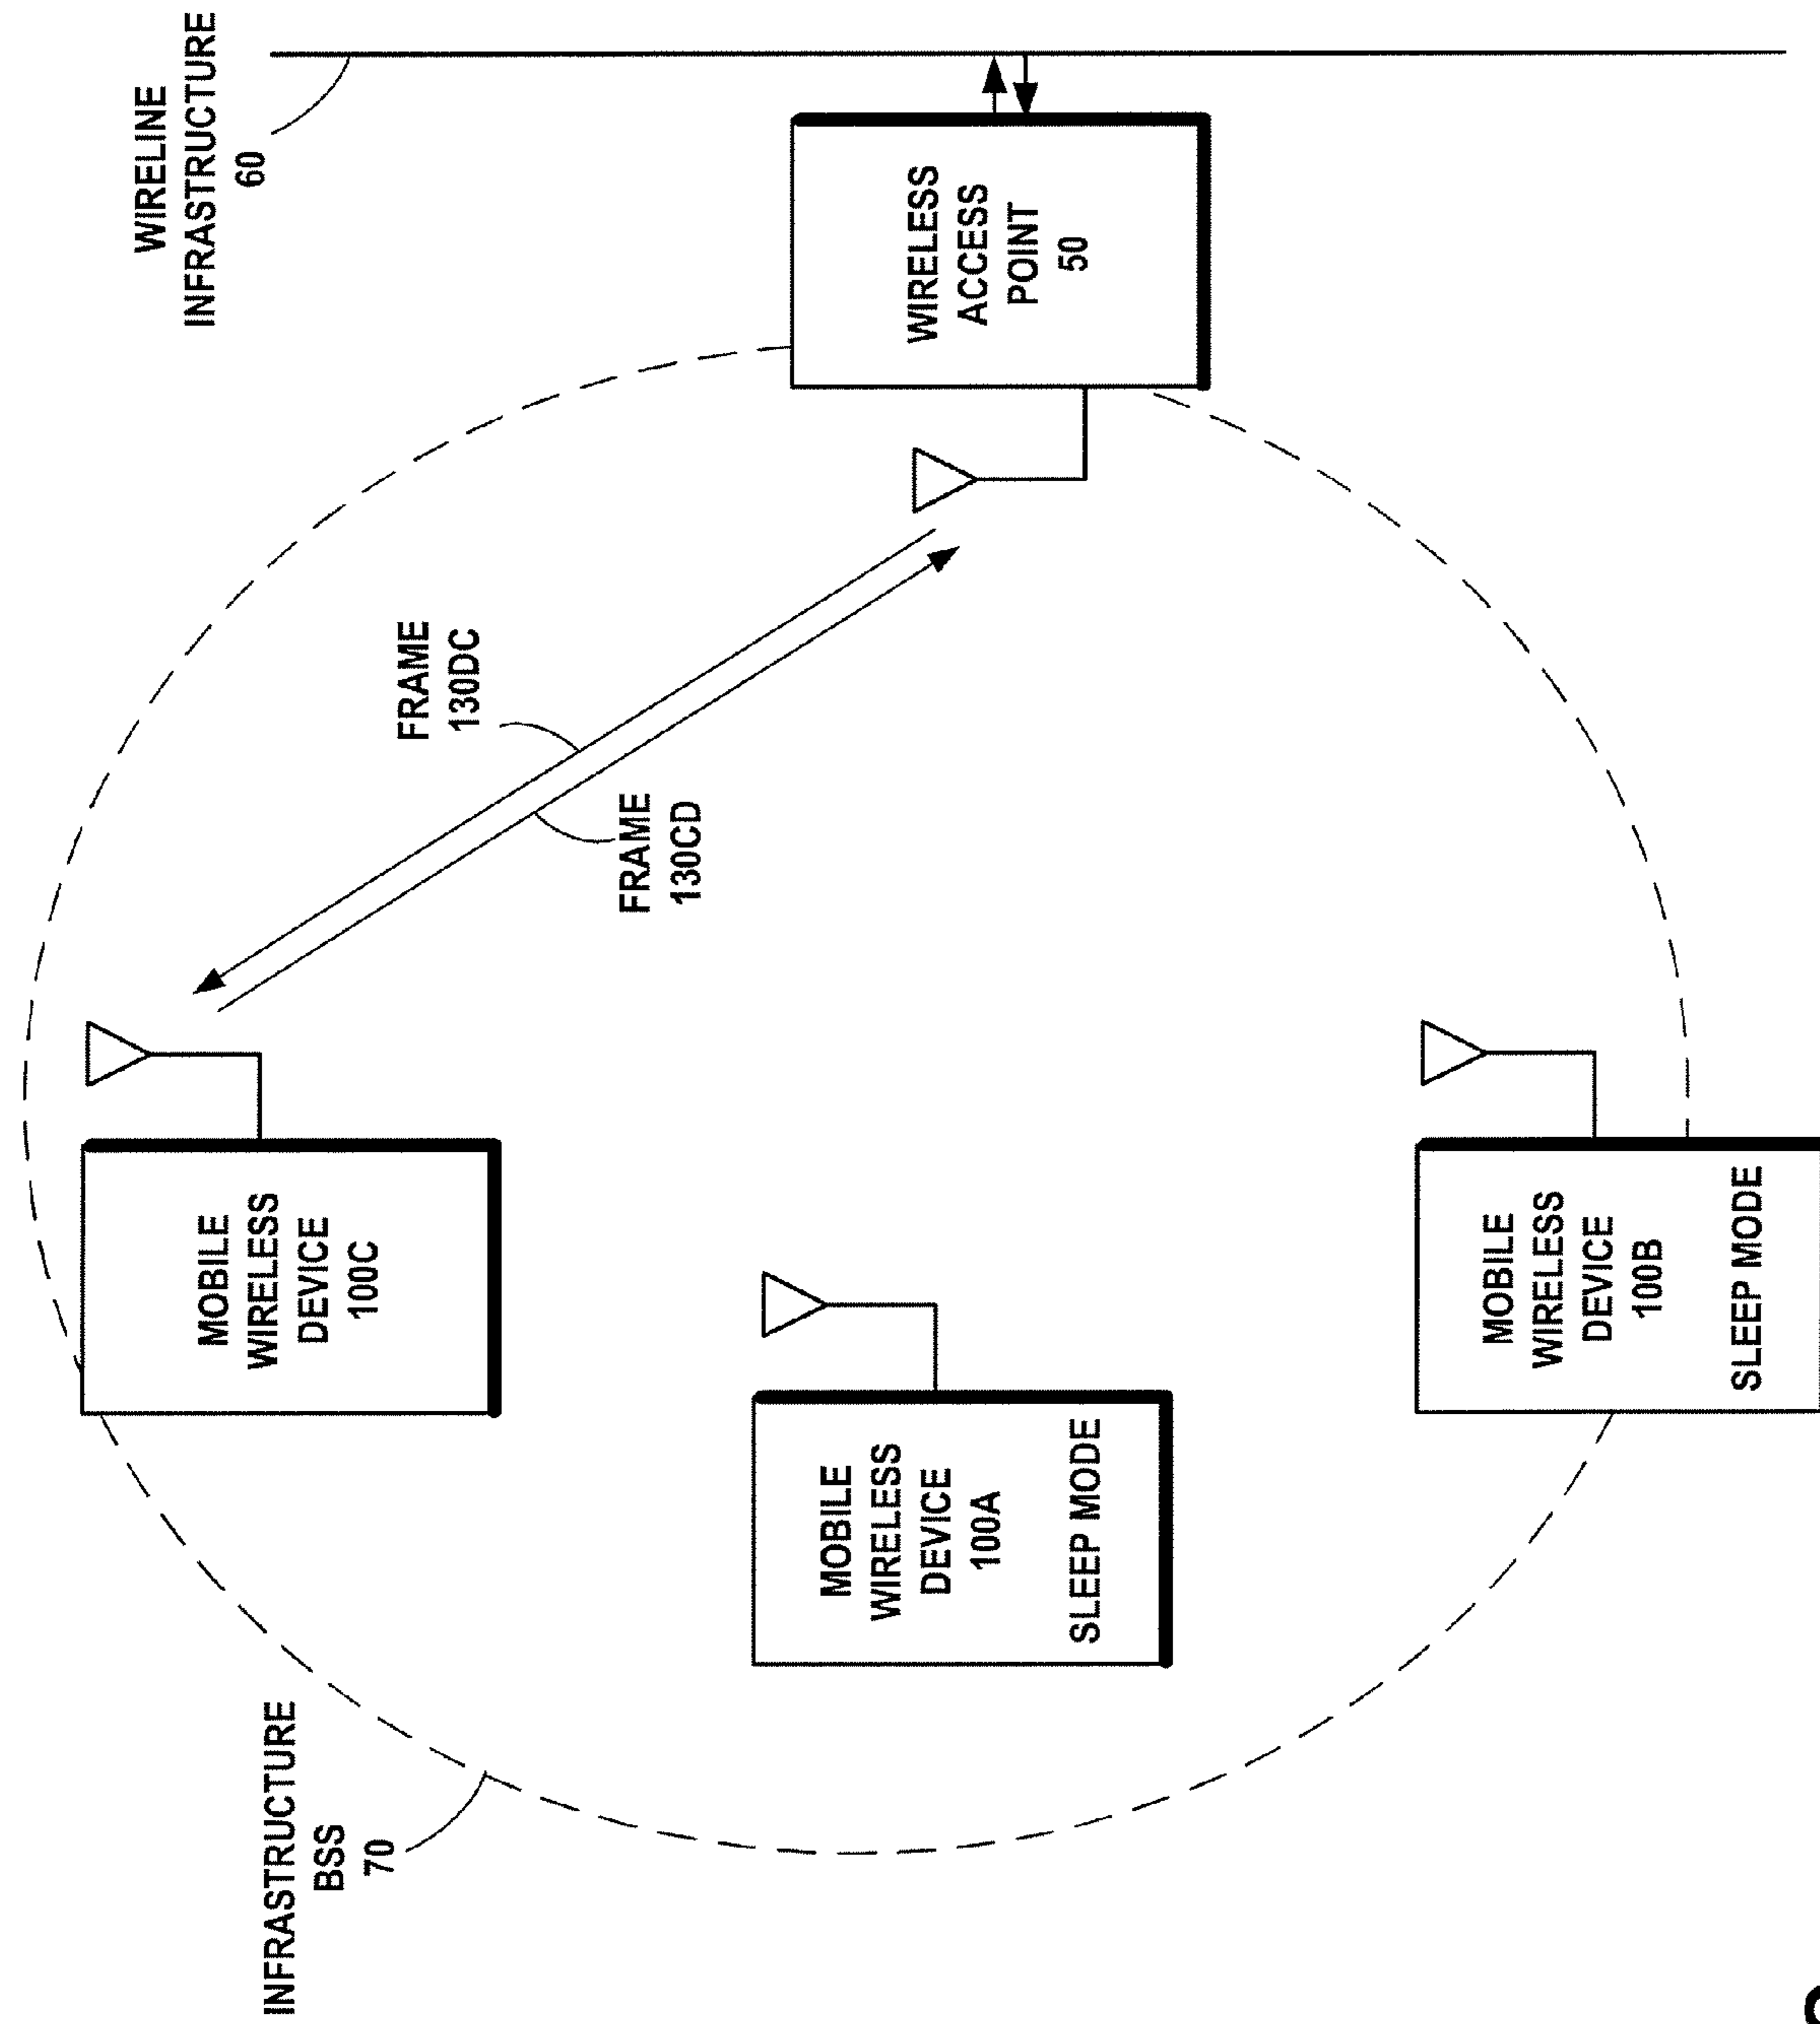 WIRELINE
INFRASTRUCTURE
60
INFRASTRUCTURE
BSS
70
MOBILE
WIRELESS
DEVICE
100C
FRAME
130DC
FRAME
130CD
MOBILE
WIRELESS
DEVICE
100A
SLEEP MODE
WIRELESS
ACCESS
POINT
50
MOBILE
WIRELESS
DEVICE
100B
SLEEP MODE